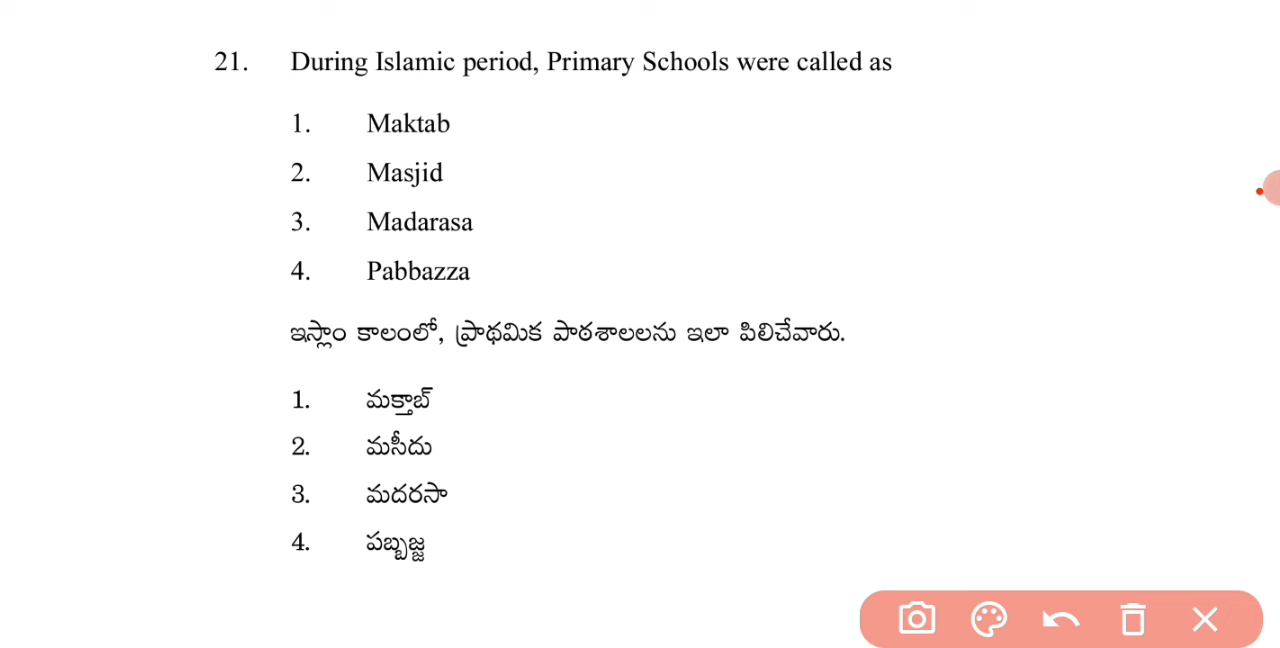 21. During Islamic period, Primary Schools were called as
1. Maktab
2. Masjid
3. Madarasa
4. Pabbazza
ఇస్లాం కాలంలో, ప్రాథమిక పాఠశాలలను ఇలా పిలిచేవారు.
1. మక్తాబ్
2. మసీదు
3. మదరసా
4. పబ్బజ్జ